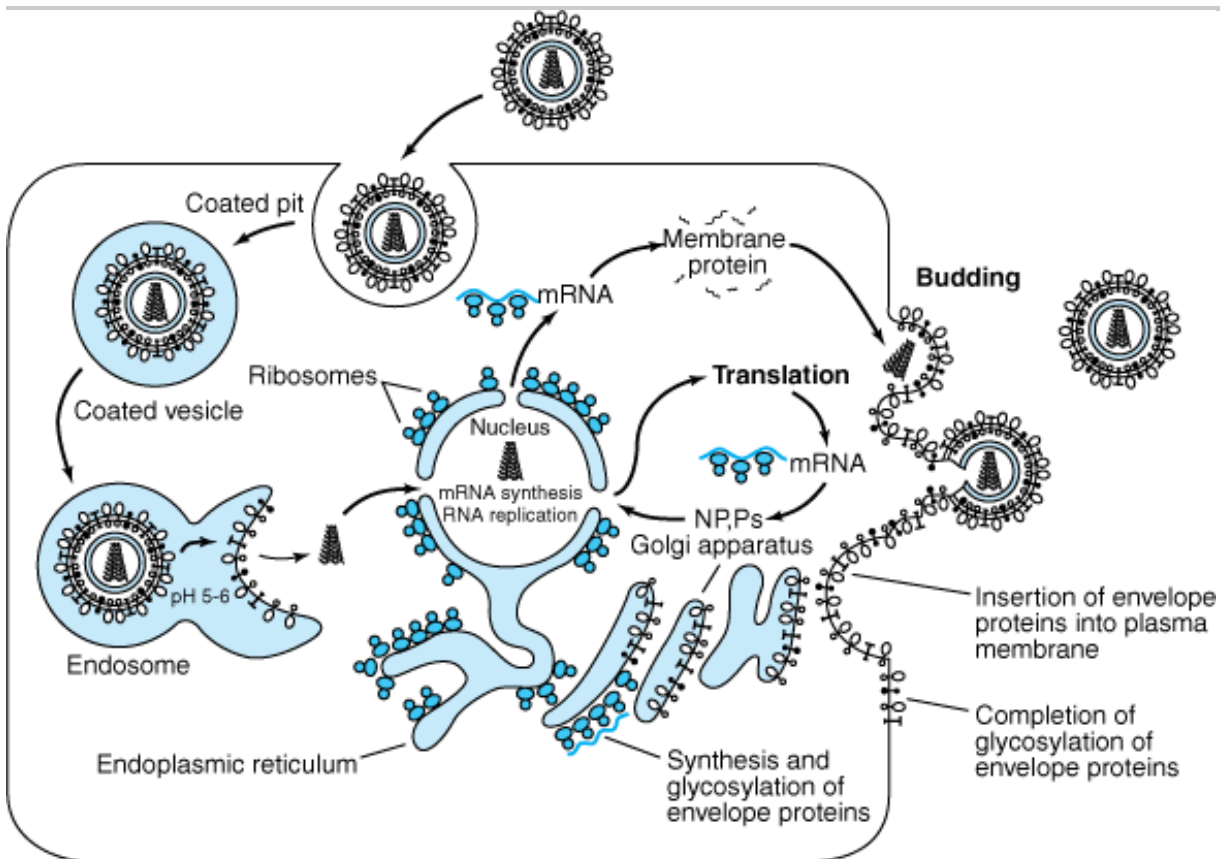 Coated pit
Membrane
protein
Budding
mRNA
Ribosomes
Translation
Coated vesicle
Nucleus
mRNA
mRNA synthesis
RNA replication
NP,Ps
Golgi apparatus
pH 5-6
Endosome
Insertion of envelope
proteins into plasma
membrane
Endoplasmic reticulum
Synthesis and
glycosylation of
envelope proteins
Completion of
glycosylation of
envelope proteins